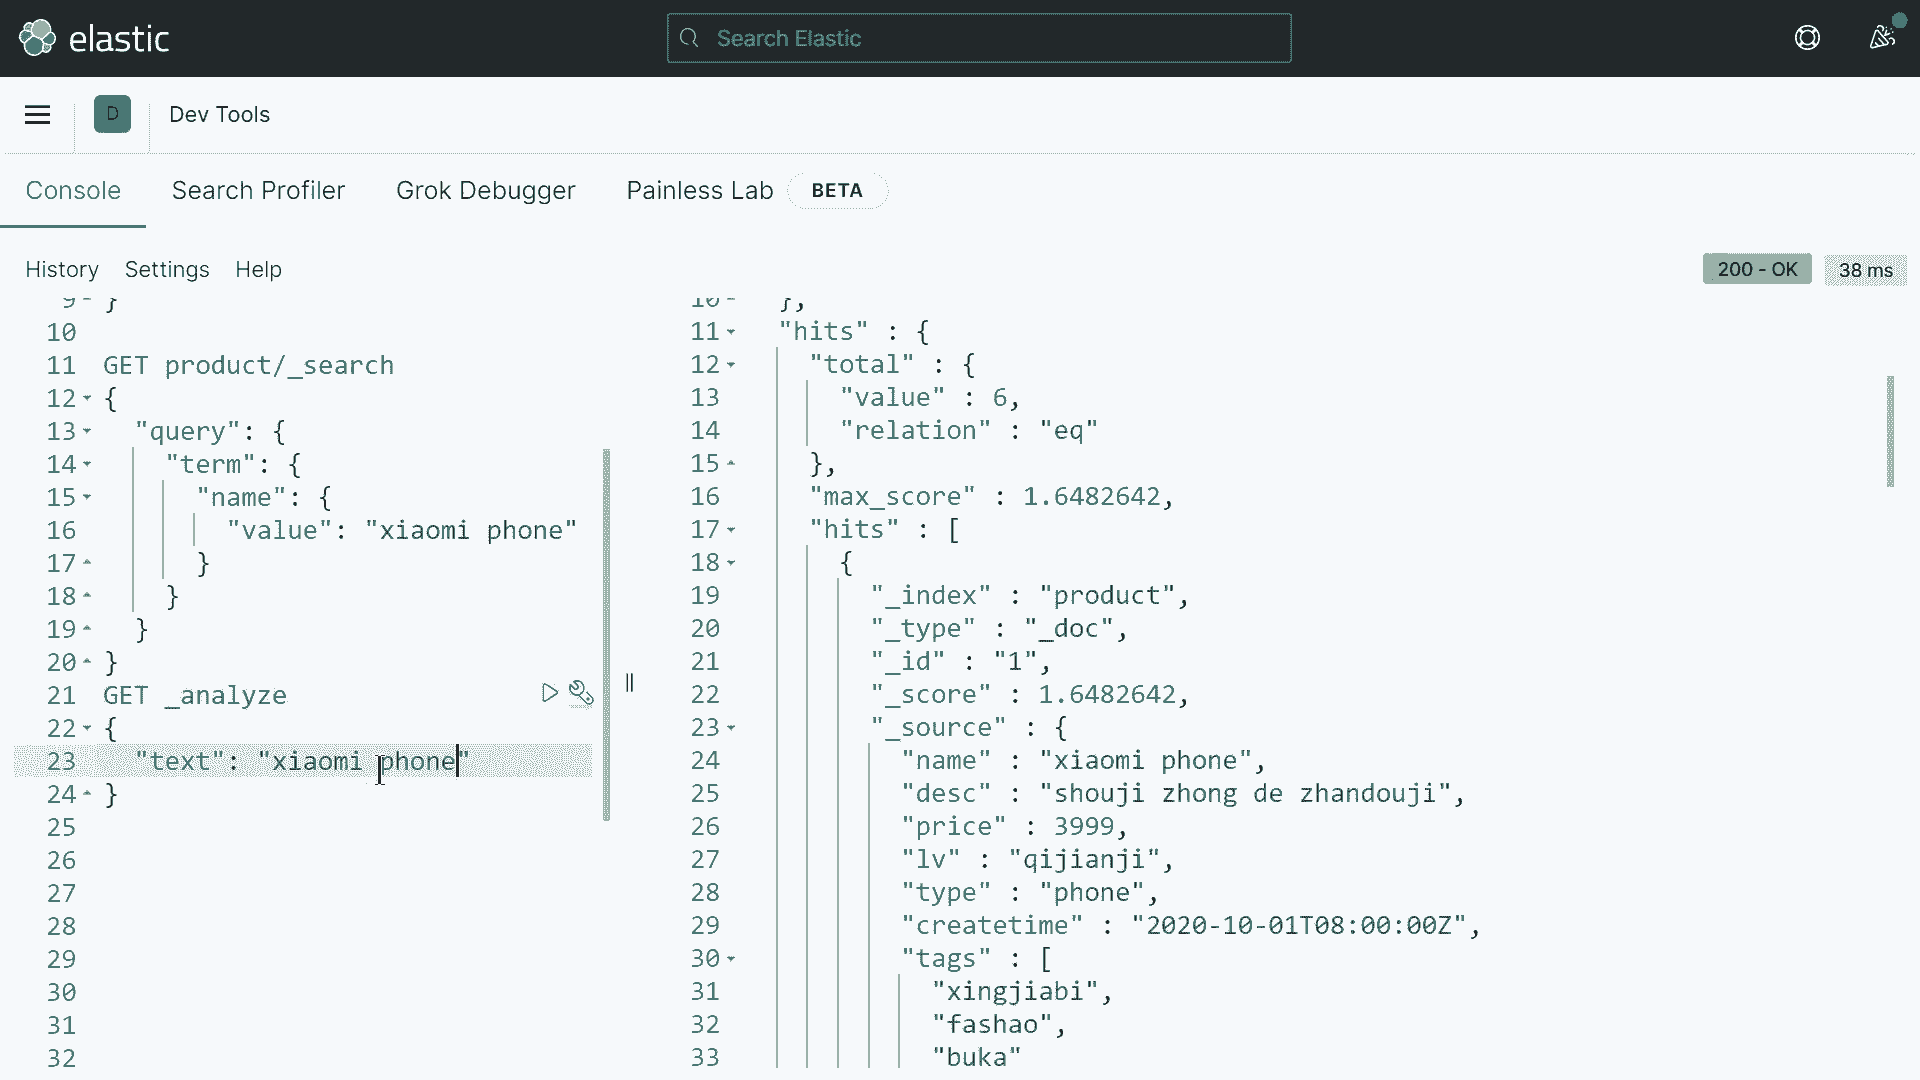 elastic
Search Elastic
D
Dev Tools
Console Search Profiler Grok Debugger Painless Lab BETA
History Settings Help
200 - OK 38 ms
9 }
10
11 GET product/_search
12 {
13 "query": {
14 "term": {
15 "name": {
16 "value": "xiaomi phone"
17 }
18 }
19 }
20 }
21 GET _analyze
22 {
23 "text": "xiaomi phone"
24 }
25
26
27
28
29
30
31
32
10 },
11 "hits" : {
12 "total" : {
13 "value" : 6,
14 "relation" : "eq"
15 },
16 "max_score" : 1.6482642,
17 "hits" : [
18 {
19 "_index" : "product",
20 "_type" : "_doc",
21 "_id" : "1",
22 "_score" : 1.6482642,
23 "_source" : {
24 "name" : "xiaomi phone",
25 "desc" : "shouji zhong de zhandouji",
26 "price" : 3999,
27 "lv" : "qijianji",
28 "type" : "phone",
29 "createtime" : "2020-10-01T08:00:00Z",
30 "tags" : [
31 "xingjiabi",
32 "fashao",
33 "buka"